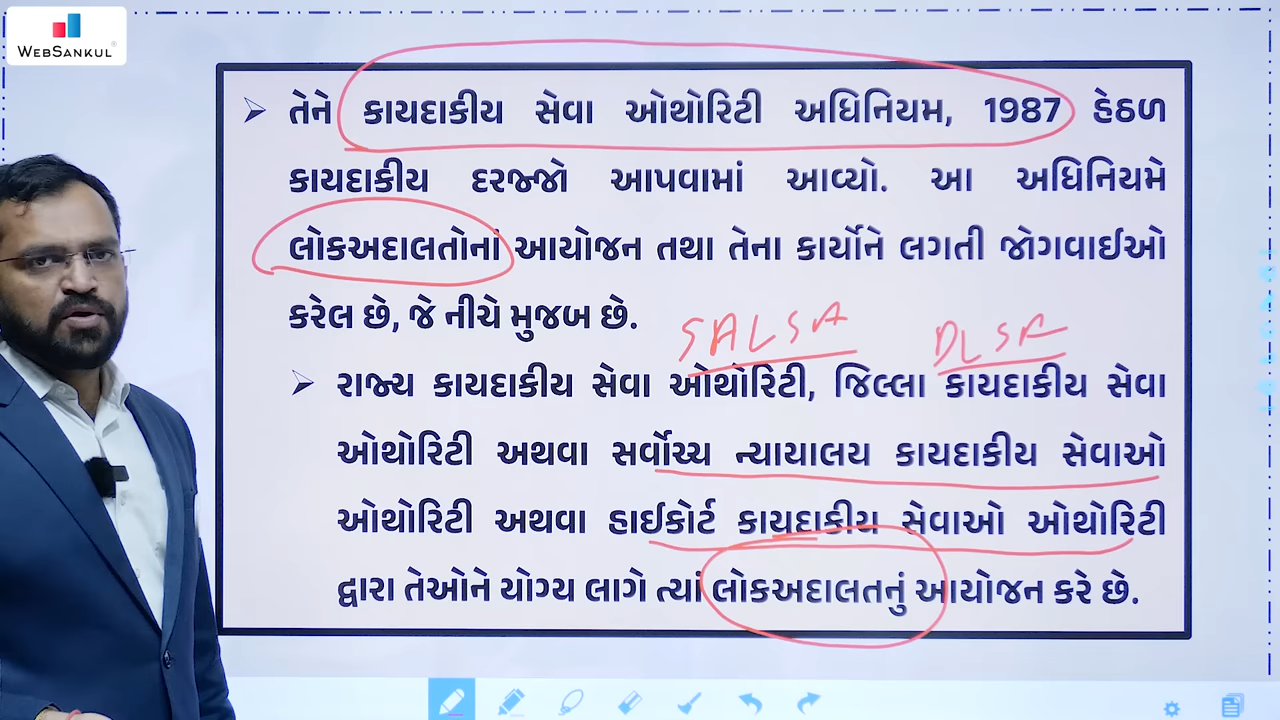 WEBSANKUL
તેને કાયદાકીય સેવા ઓથોરિટી અધિનિયમ, 1987 હેઠળ
કાયદાકીય દરજ્જો આપવામાં આવ્યો. આ અધિનિયમે
લોકઅદાલતોનાં આયોજન તથા તેના કાર્યોને લગતી જોગવાઈઓ
કરેલ છે, જે નીચે મુજબ છે.
SALSA DLSA
રાજ્ય કાયદાકીય સેવા ઓથોરિટી, જિલ્લા કાયદાકીય સેવા
ઓથોરિટી અથવા સર્વોચ્ચ ન્યાયાલય કાયદાકીય સેવાઓ
ઓથોરિટી અથવા હાઈકોર્ટ કાયદાકીય સેવાઓ ઓથોરિટી
દ્વારા તેઓને યોગ્ય લાગે ત્યાં લોકઅદાલતનું આયોજન કરે છે.